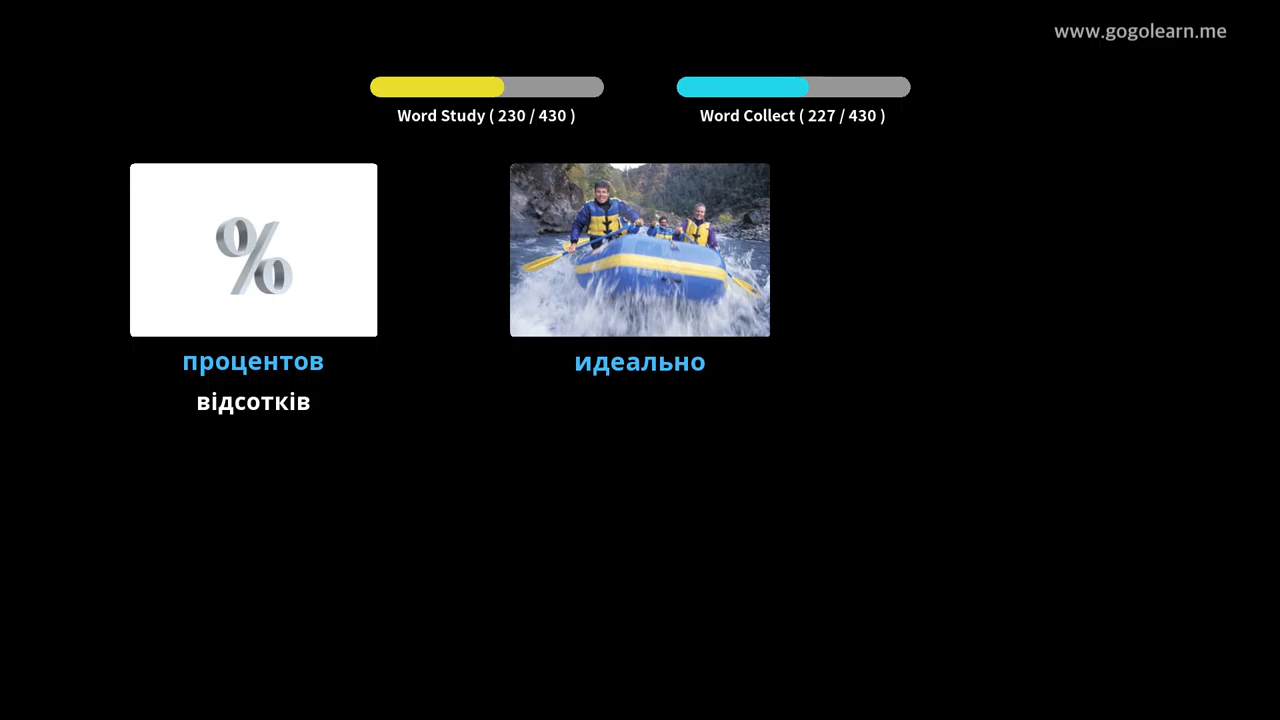 www.gogolearn.me
Word Study ( 230 / 430 )
Word Collect ( 227 / 430 )
%
процентов
відсотків
идеально